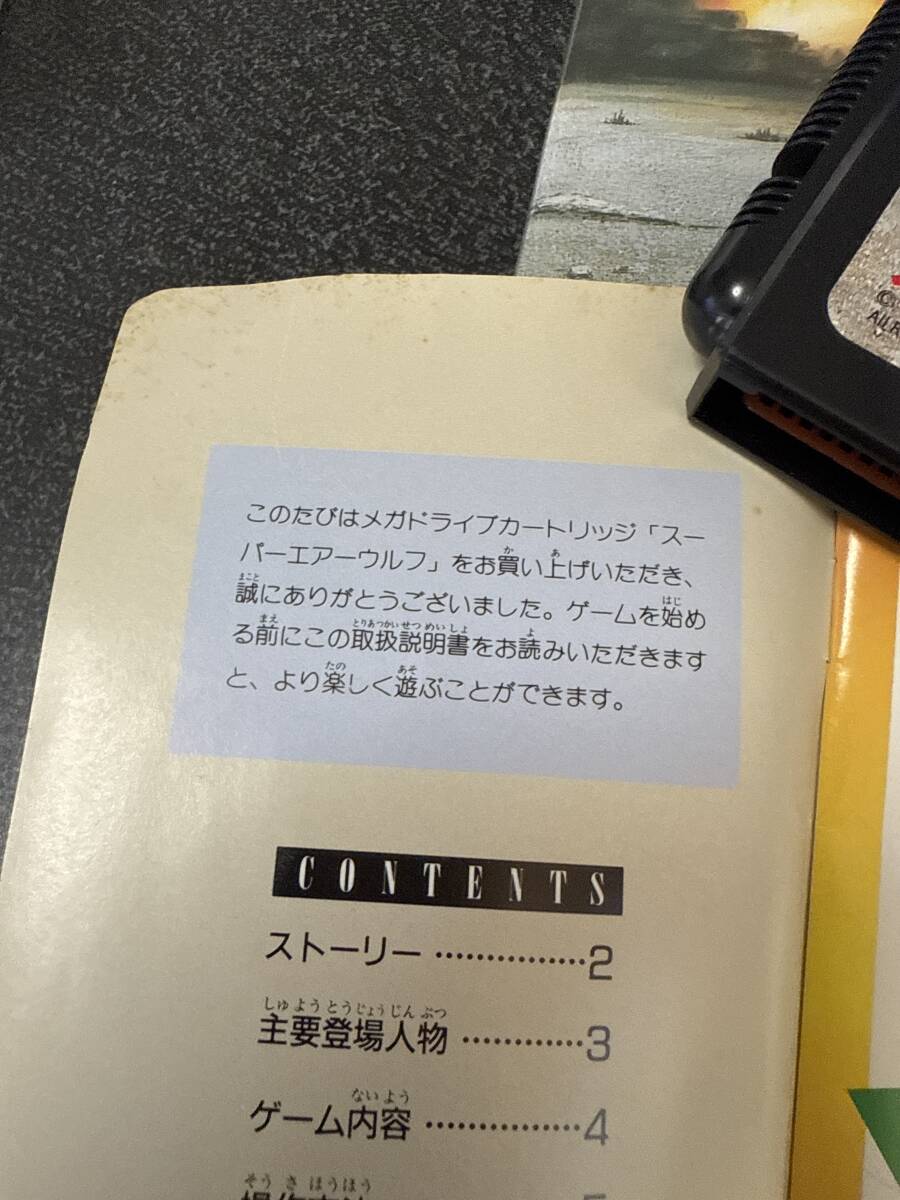 このたびはメガドライブカートリッジ「スー
パーエアーウルフ」をお買い上げいただき、
誠にありがとうございました。ゲームを始め
る前にこの取扱説明書をお読みいただきます
と、より楽しく遊ぶことができます。
CONTENTS
ストーリー ……………2
主要登場人物 …………3
ゲーム内容 ……………4